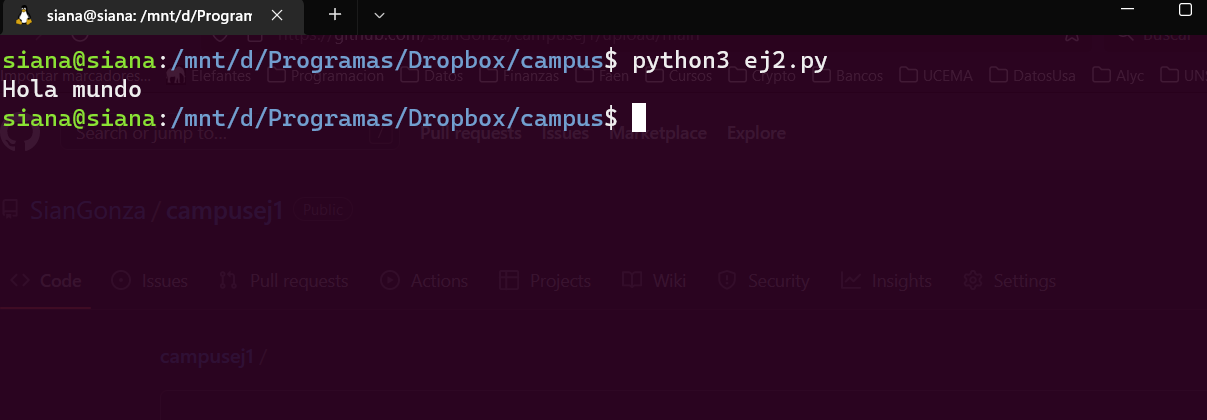 siana@siana: /mnt/d/Program
https://github.com/SianGonza/campusej1/upload/main
Buscar
siana@siana:/mnt/d/Programas/Dropbox/campus$ python3 ej2.py
Importar marcadores... Elefantes Programacion Datos Finanzas Faen Cursos Crypto Bancos UCEMA DatosUsa Alyc UNS
Hola mundo
siana@siana:/mnt/d/Programas/Dropbox/campus$
Search or jump to... Pull requests Issues Marketplace Explore
SianGonza / campusej1 Public
Code Issues Pull requests Actions Projects Wiki Security Insights Settings
campusej1 /